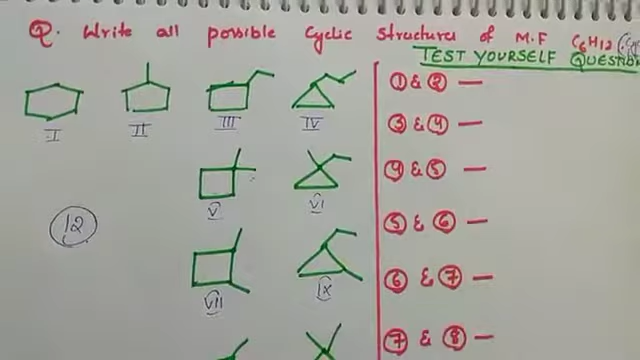 Q. Write all possible Cyclic Structures of M.F C6H12 (Cyc
TEST YOURSELF QUESTION
① & ② —
I II III IV
③ & ④ —
④ & ⑤ —
V VI
12
⑤ & ⑥ —
⑥ & ⑦ —
VII IX
⑦ & ⑧ —